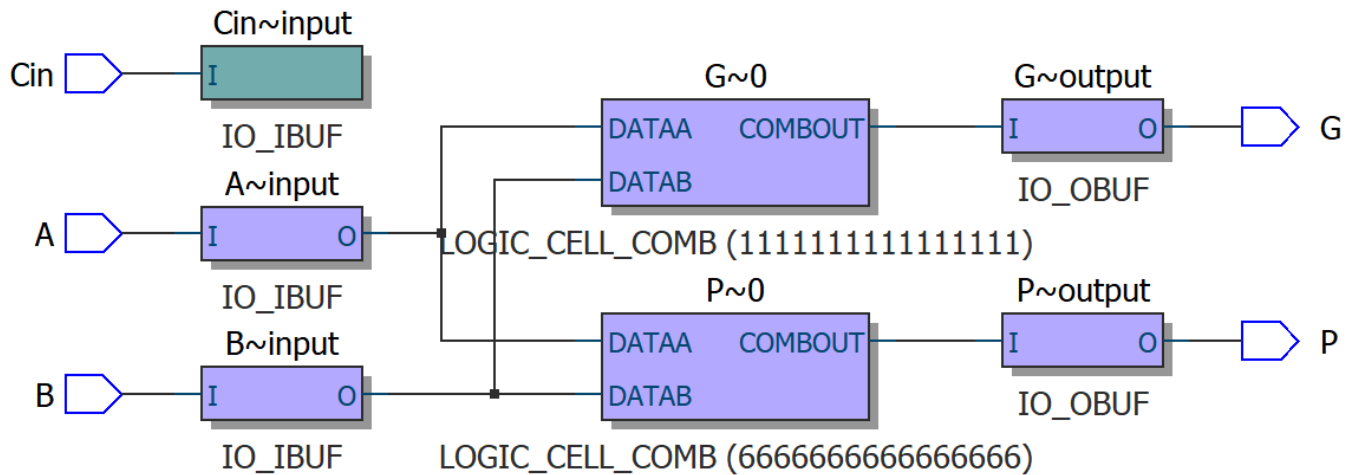 Cin~input
Cin
I
IO_IBUF
A~input
A
I O
IO_IBUF
B~input
B
I O
IO_IBUF
G~0
DATAA COMBOUT
DATAB
LOGIC_CELL_COMB (1111111111111111)
P~0
DATAA COMBOUT
DATAB
LOGIC_CELL_COMB (6666666666666666)
G~output
I O
IO_OBUF
G
P~output
I O
IO_OBUF
P